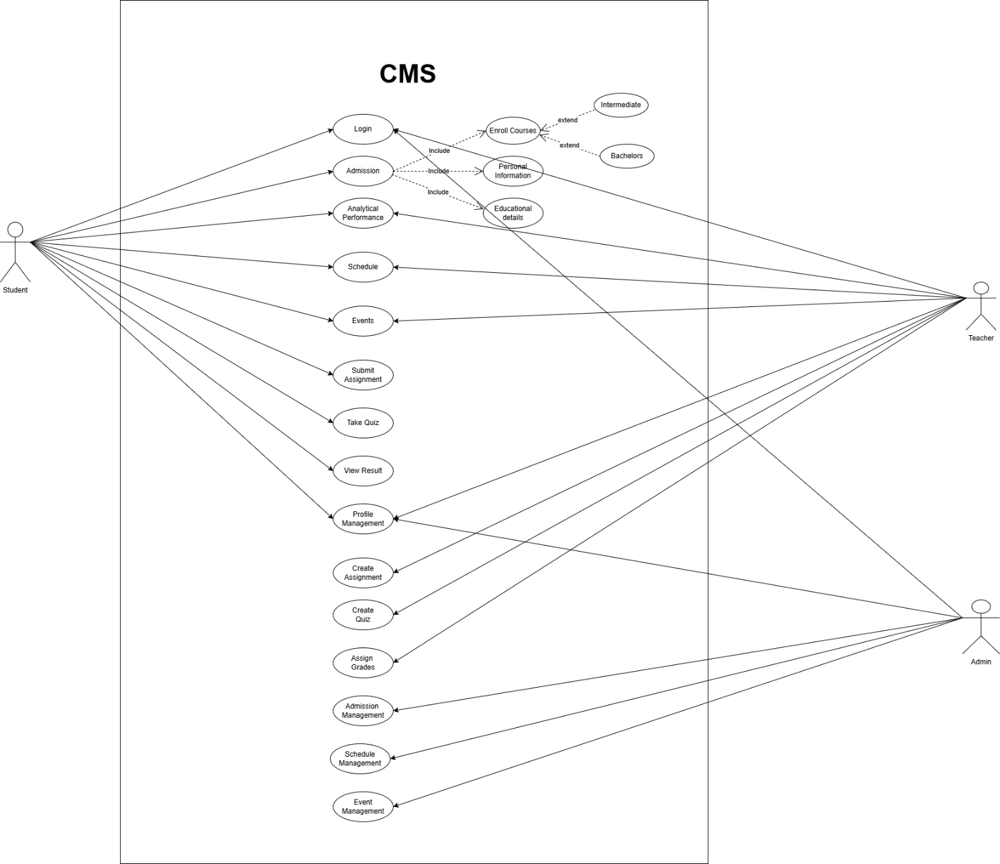 CMS
Intermediate
extend
Login
Enroll Courses
extend
Include
Bachelors
Admission
Include
Personal
Information
Include
Analytical
Performance
Educational
details
Student
Schedule
Events
Teacher
Submit
Assignment
Take Quiz
View Result
Profile
Management
Create
Assignment
Create
Quiz
Assign
Grades
Admin
Admission
Management
Schedule
Management
Event
Management